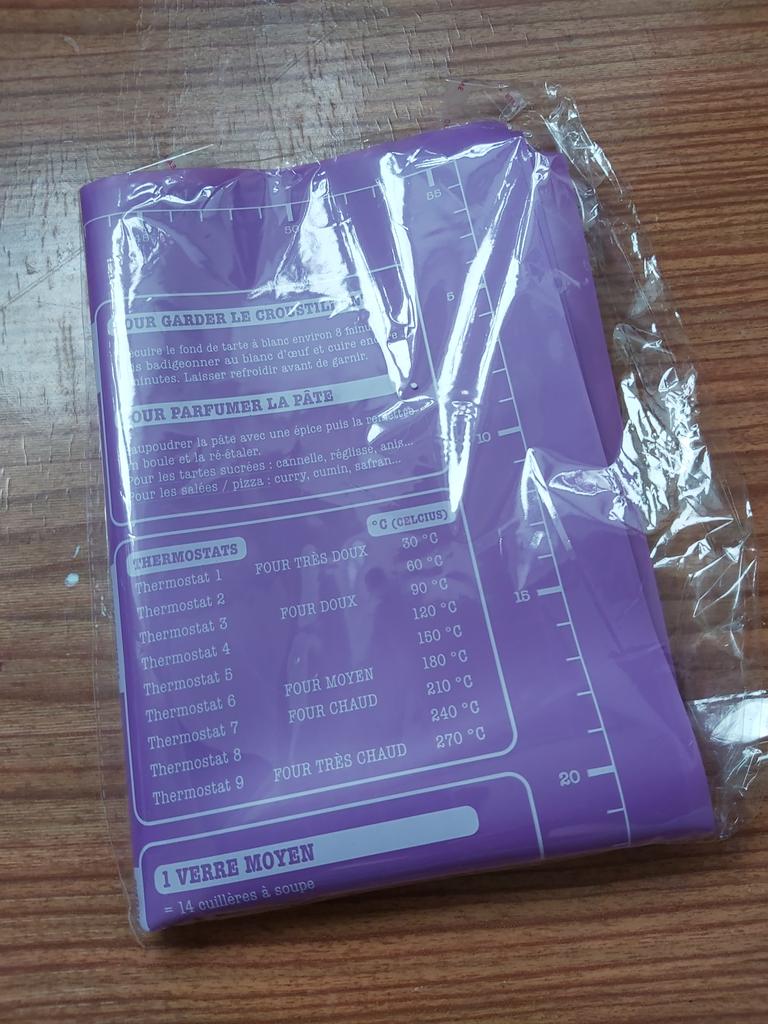 50
55
5
OUR GARDER LE CROUSTILL
ecuire le fond de tarte à blanc environ 8 minu
is badigeonner au blanc d'œuf et cuire enco e
minutes. Laisser refroidir avant de garnir.
OUR PARFUMER LA PÂTE
aupoudrer la pâte avec une épice puis la remettre
n boule et la ré-étaler.
Pour les tartes sucrées : cannelle, réglisse, anis...
Pour les salées / pizza : curry, cumin, safran...
10
°C (CELCIUS)
THERMOSTATS
Thermostat 1 FOUR TRÈS DOUX 30 °C
Thermostat 2 60 °C
Thermostat 3 FOUR DOUX 90 °C
Thermostat 4 120 °C
Thermostat 5 150 °C
Thermostat 6 FOUR MOYEN 180 °C
Thermostat 7 FOUR CHAUD 210 °C
Thermostat 8 240 °C
Thermostat 9 FOUR TRÈS CHAUD 270 °C
15
20
1 VERRE MOYEN
= 14 cuillères à soupe